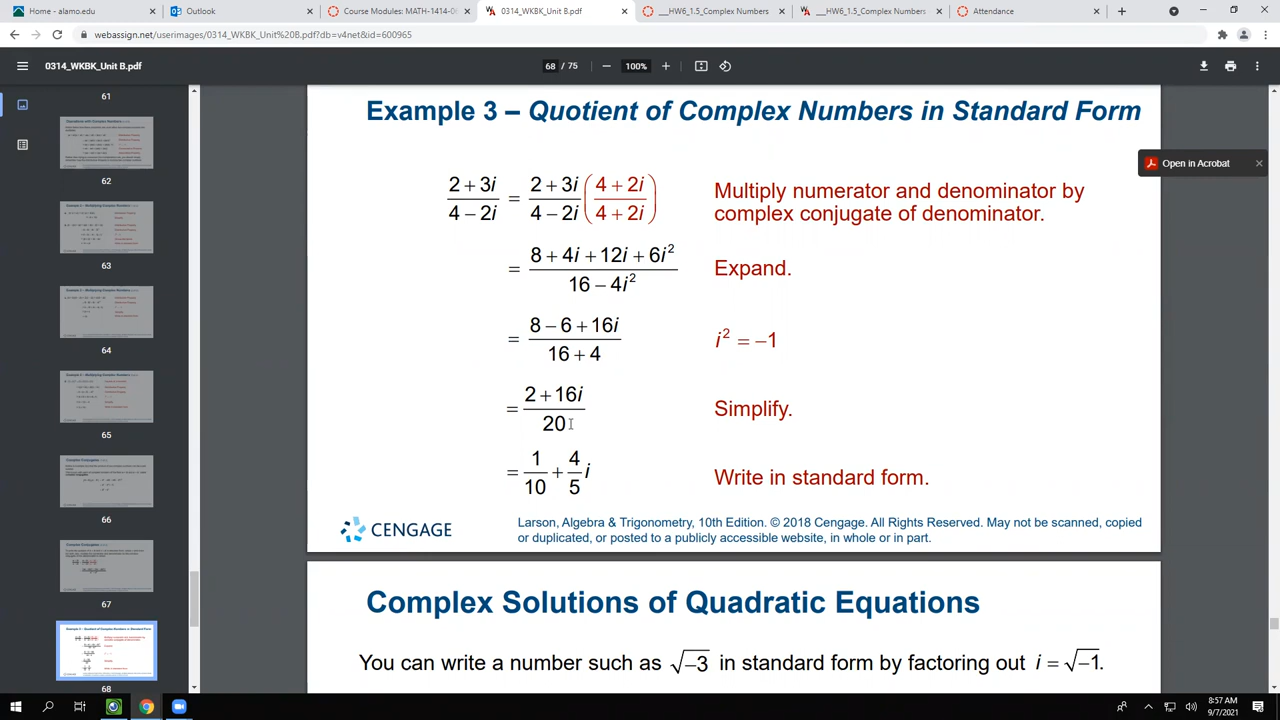 Home - alamo.edu
Outlook
Course Modules: MATH-1414-06
0314_WKBK_Unit B.pdf
__HW6_1.5_Complex Numbers
__HW6_1.5_Complex Numbers
Attendance
webassign.net/userimages/0314_WKBK_Unit%20B.pdf?db=v4net&id=600965
0314_WKBK_Unit B.pdf
68 / 75
100%
Open in Acrobat
61
62
63
64
65
66
67
68
Example 3 – Quotient of Complex Numbers in Standard Form
(2 + 3i)/(4 – 2i) = (2 + 3i)/(4 – 2i) ((4 + 2i)/(4 + 2i))
Multiply numerator and denominator by
complex conjugate of denominator.
= (8 + 4i + 12i + 6i²)/(16 – 4i²)
Expand.
= (8 – 6 + 16i)/(16 + 4)
i² = –1
= (2 + 16i)/20
Simplify.
= 1/10 + 4/5 i
Write in standard form.
CENGAGE
Larson, Algebra & Trigonometry, 10th Edition. © 2018 Cengage. All Rights Reserved. May not be scanned, copied
or duplicated, or posted to a publicly accessible website, in whole or in part.
Complex Solutions of Quadratic Equations
You can write a number such as √–3 in standard form by factoring out i = √–1.
8:57 AM
9/7/2021